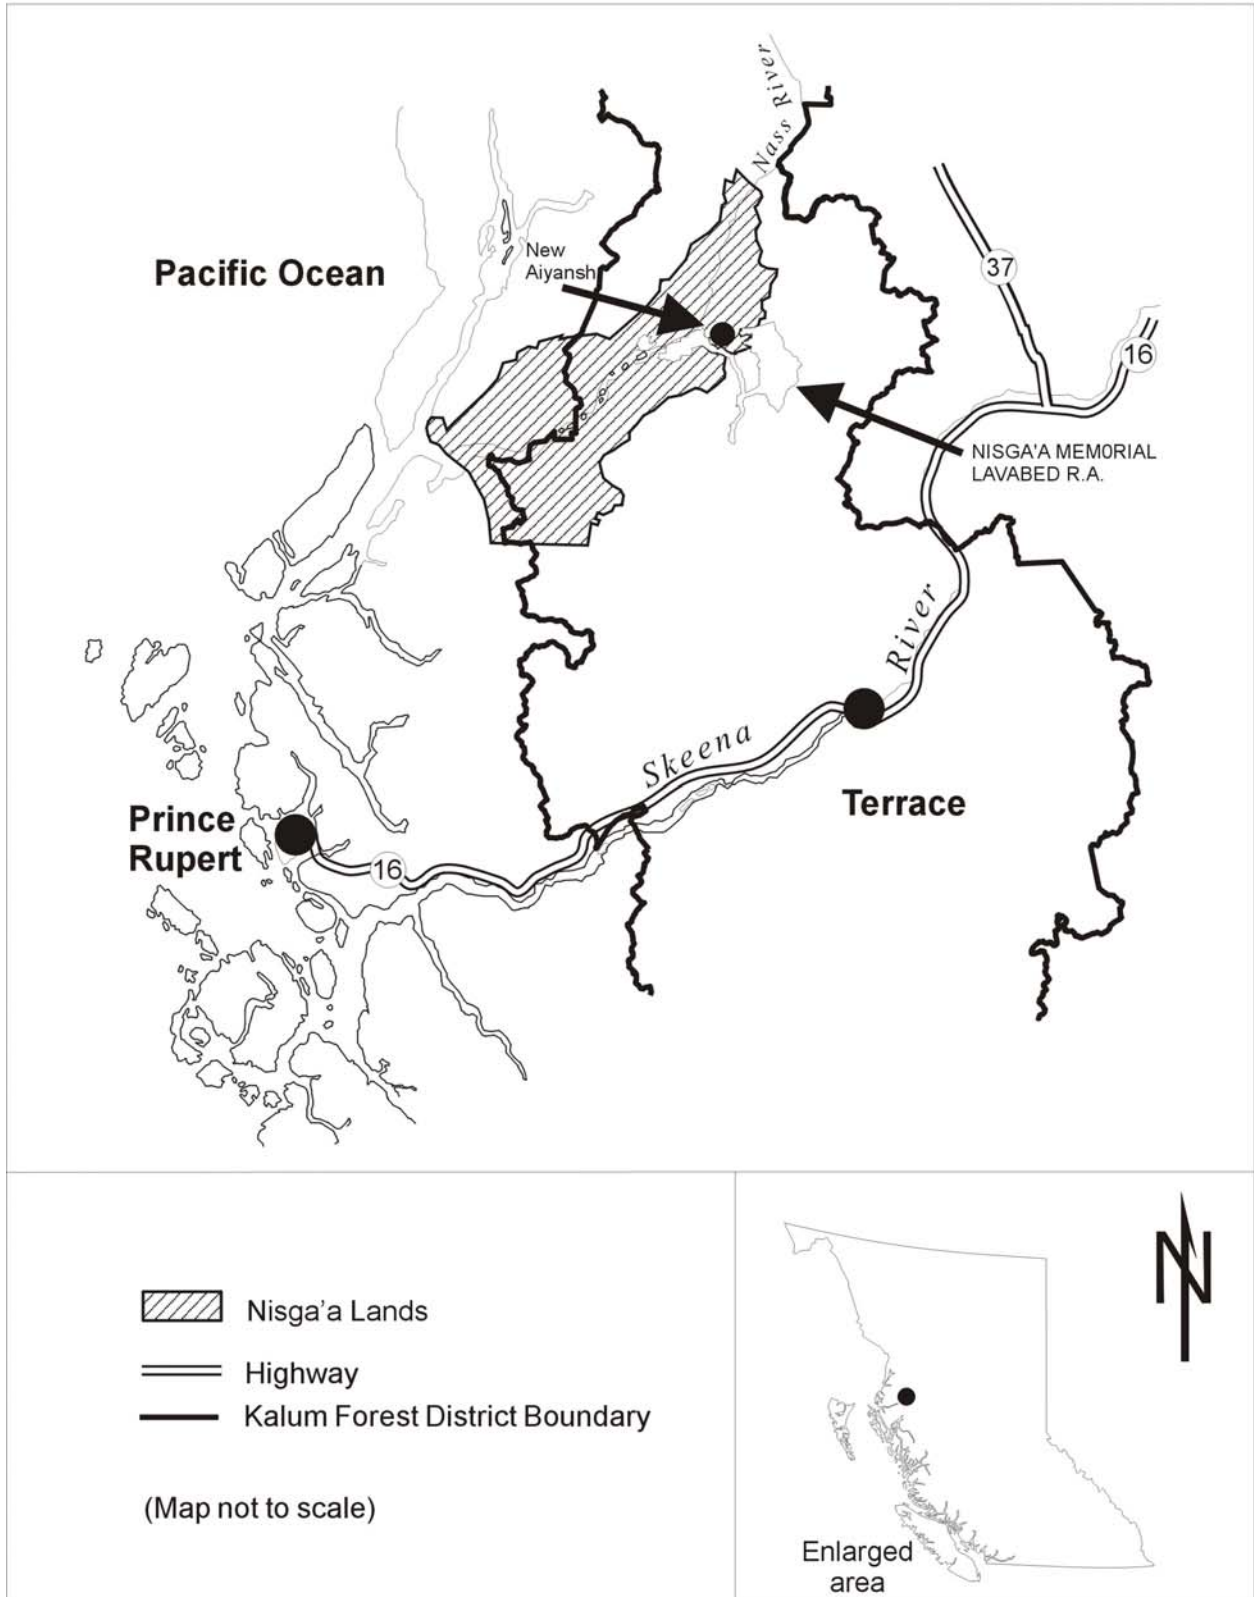 Nass River
Pacific Ocean
New
Aiyansh
37
16
NISGA'A MEMORIAL
LAVABED R.A.
Skeena River
Terrace
Prince
Rupert
16
Nisga'a Lands
Highway
Kalum Forest District Boundary
(Map not to scale)
N
Enlarged
area